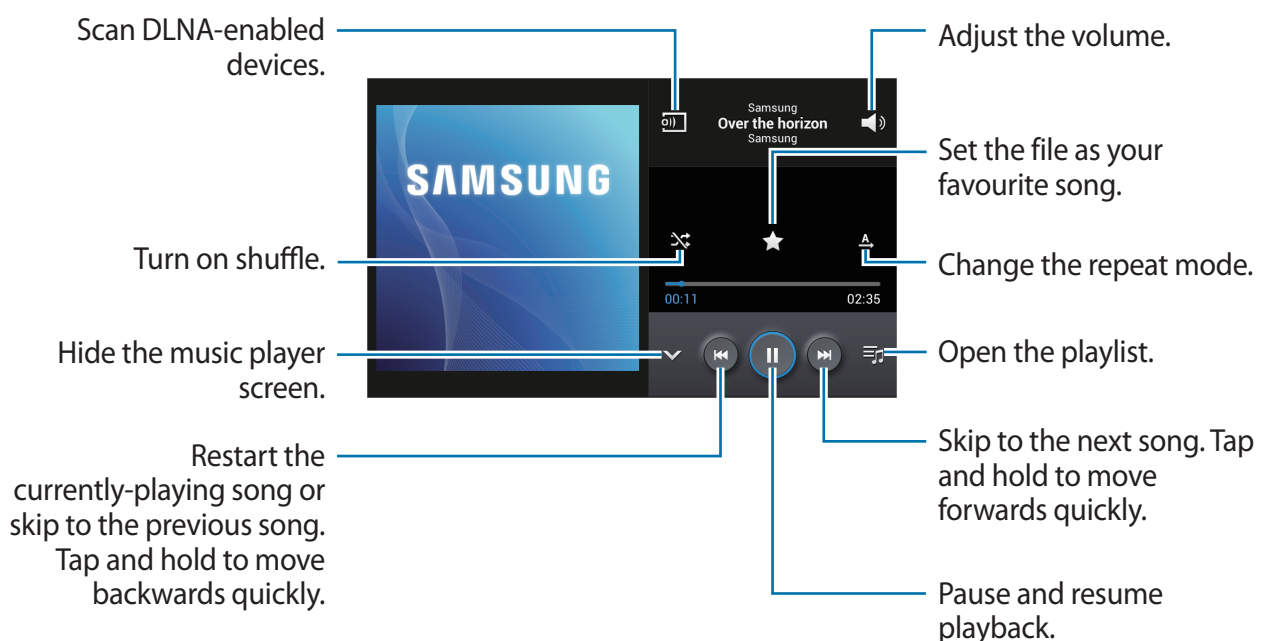 Scan DLNA-enabled
devices.
Adjust the volume.
Samsung
Over the horizon
Samsung
SAMSUNG
Set the file as your
favourite song.
Turn on shuffle.
A
Change the repeat mode.
00:11
02:35
Hide the music player
screen.
Open the playlist.
Restart the
currently-playing song or
skip to the previous song.
Tap and hold to move
backwards quickly.
Skip to the next song. Tap
and hold to move
forwards quickly.
Pause and resume
playback.